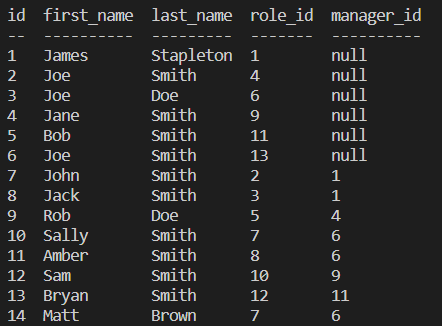 id  first_name  last_name  role_id  manager_id
--  ----------  ---------  -------  ----------
1   James       Stapleton  1        null
2   Joe         Smith      4        null
3   Joe         Doe        6        null
4   Jane        Smith      9        null
5   Bob         Smith      11       null
6   Joe         Smith      13       null
7   John        Smith      2        1
8   Jack        Smith      3        1
9   Rob         Doe        5        4
10  Sally       Smith      7        6
11  Amber       Smith      8        6
12  Sam         Smith      10       9
13  Bryan       Smith      12       11
14  Matt        Brown      7        6